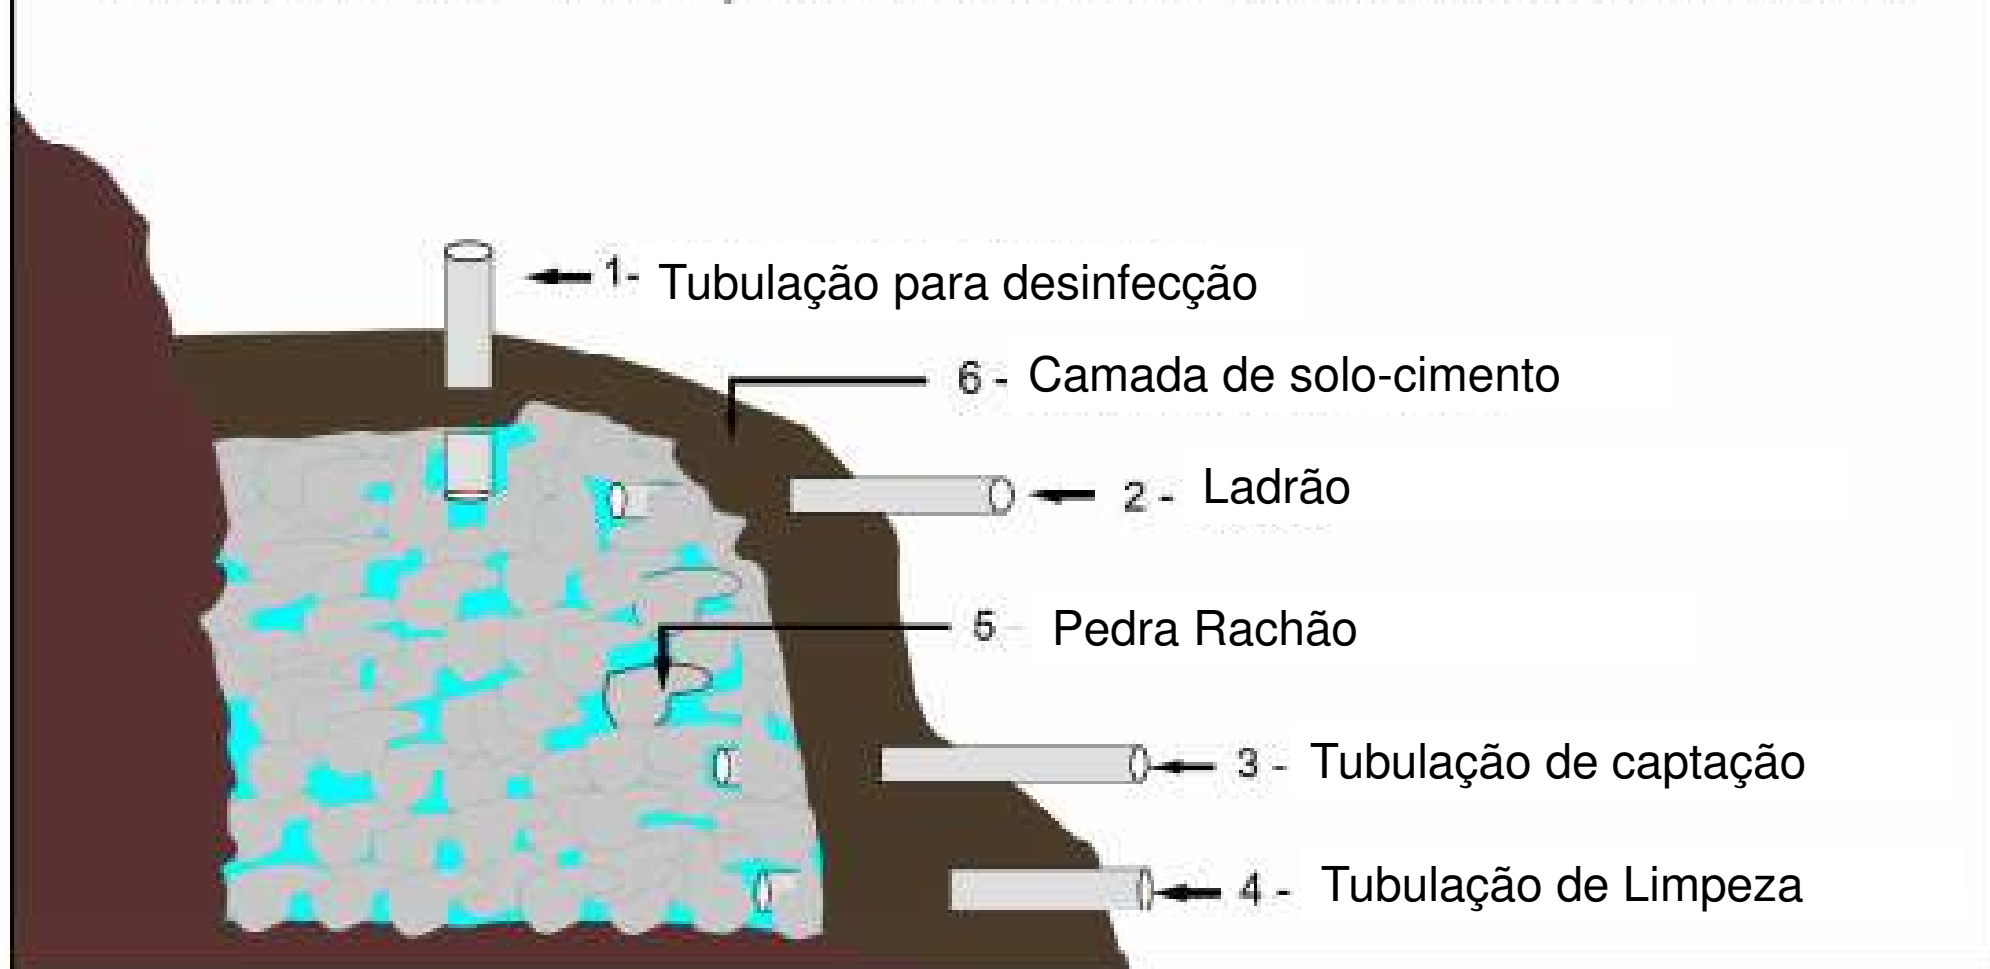 1- Tubulação para desinfecção
6 - Camada de solo-cimento
2 - Ladrão
5 - Pedra Rachão
3 - Tubulação de captação
4 - Tubulação de Limpeza